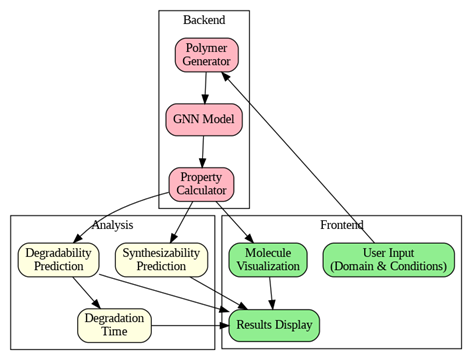 Backend
Polymer
Generator
GNN Model
Property
Calculator
Analysis
Frontend
Degradability
Prediction
Synthesizability
Prediction
Molecule
Visualization
User Input
(Domain & Conditions)
Degradation
Time
Results Display